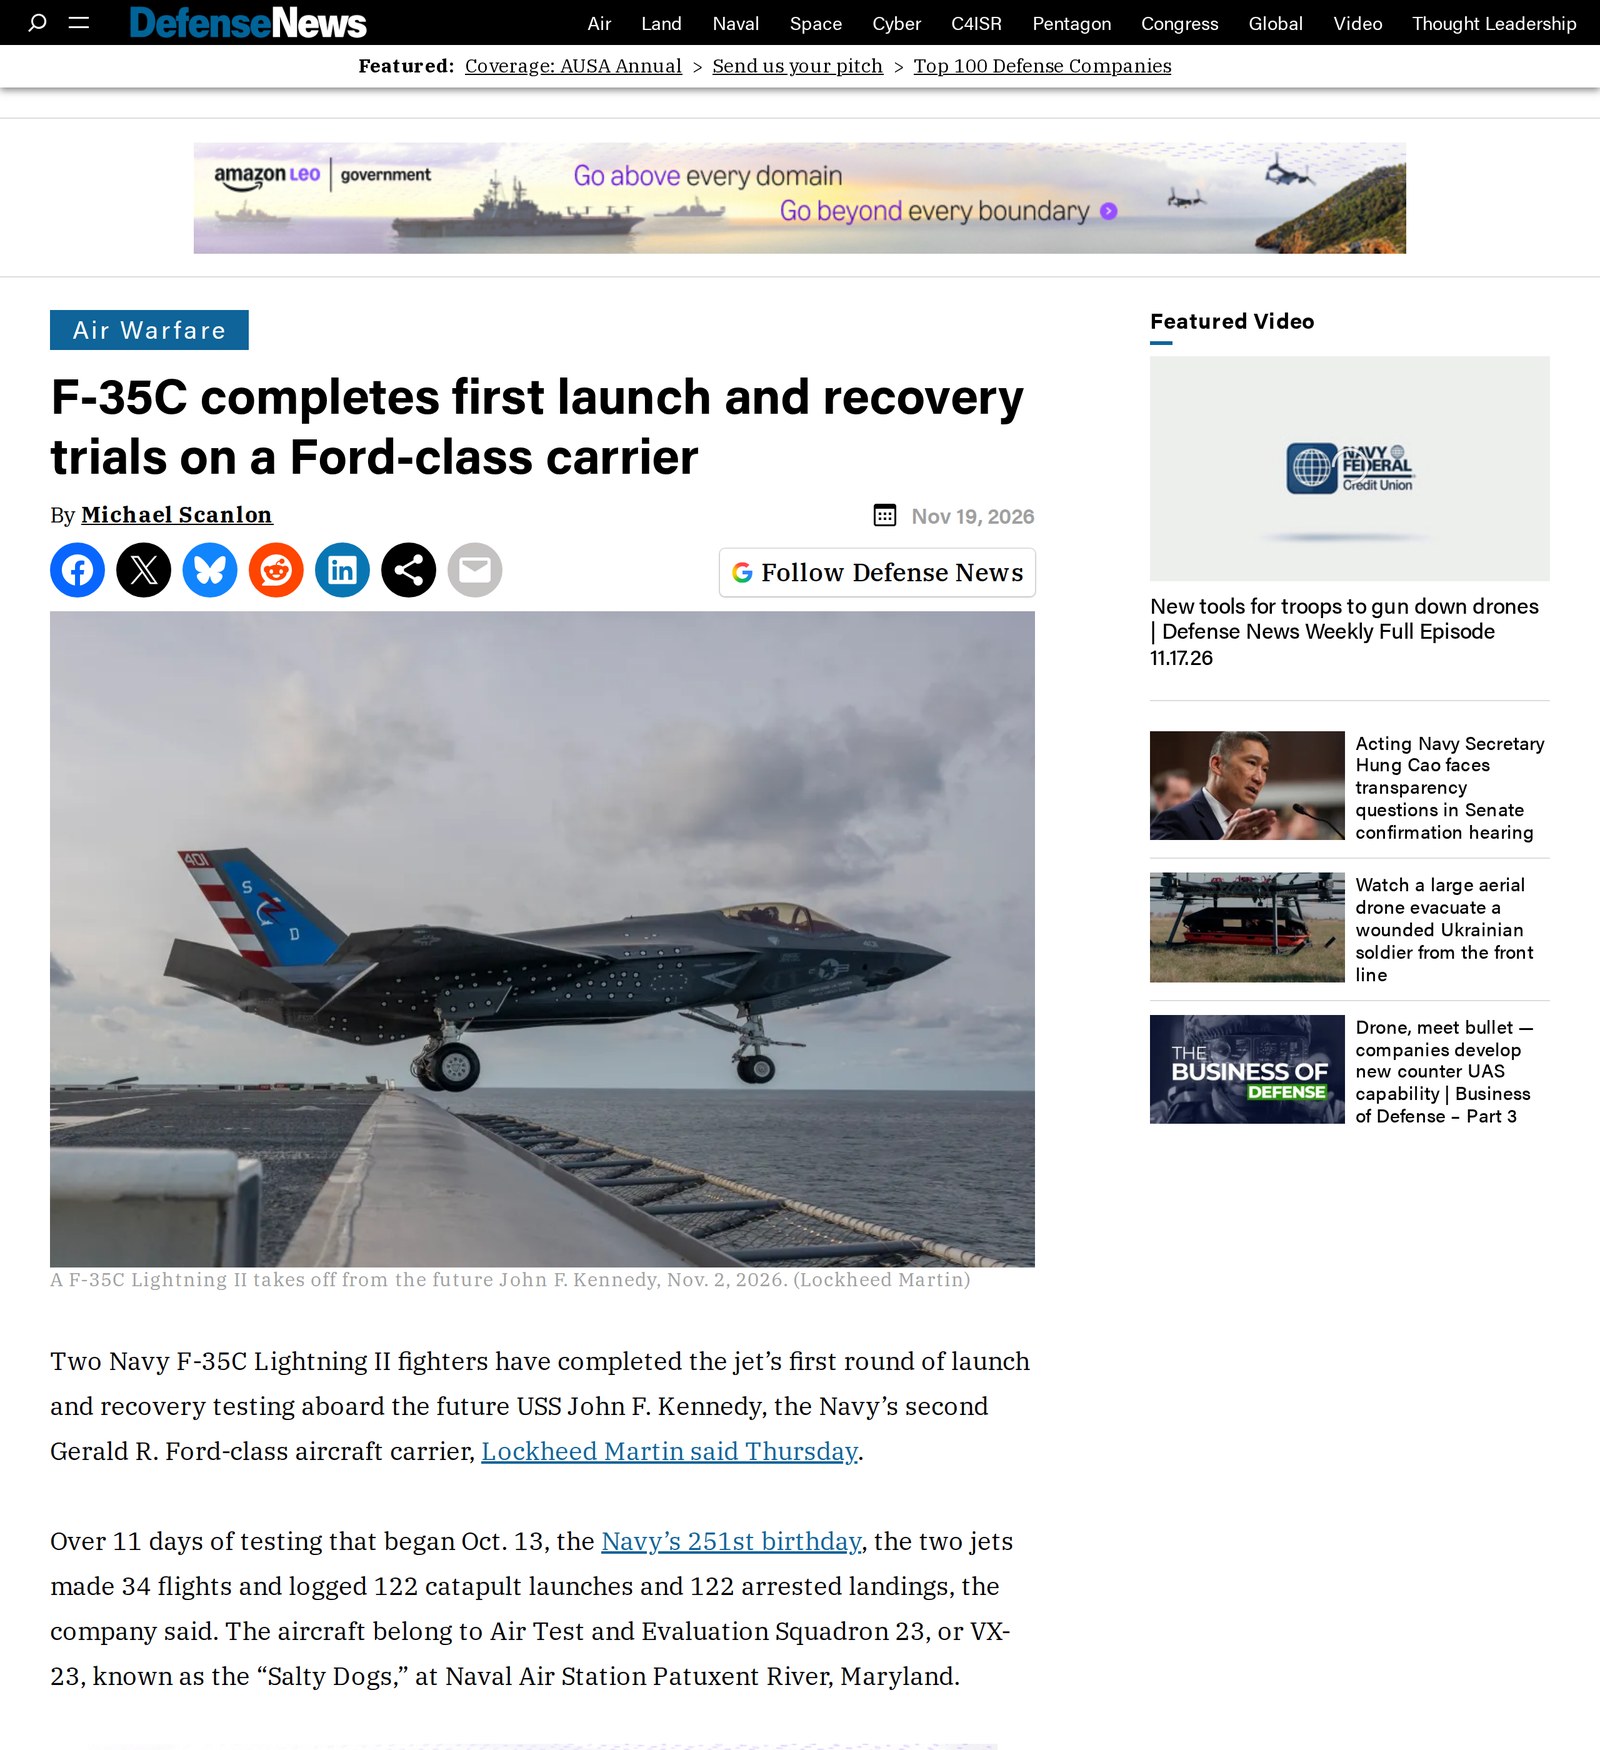 DefenseNews
Air Land Naval Space Cyber C4ISR Pentagon Congress Global Video Thought Leadership
Featured: Coverage: AUSA Annual > Send us your pitch > Top 100 Defense Companies
amazon LEO | government
Go above every domain
Go beyond every boundary
Air Warfare
F-35C completes first launch and recovery
trials on a Ford-class carrier
By Michael Scanlon
Nov 19, 2026
Follow Defense News
401
S
D
A F-35C Lightning II takes off from the future John F. Kennedy, Nov. 2, 2026. (Lockheed Martin)
Two Navy F-35C Lightning II fighters have completed the jet’s first round of launch
and recovery testing aboard the future USS John F. Kennedy, the Navy’s second
Gerald R. Ford-class aircraft carrier, Lockheed Martin said Thursday.
Over 11 days of testing that began Oct. 13, the Navy’s 251st birthday, the two jets
made 34 flights and logged 122 catapult launches and 122 arrested landings, the
company said. The aircraft belong to Air Test and Evaluation Squadron 23, or VX-
23, known as the “Salty Dogs,” at Naval Air Station Patuxent River, Maryland.
Featured Video
NAVY
FEDERAL
Credit Union
New tools for troops to gun down drones
| Defense News Weekly Full Episode
11.17.26
Acting Navy Secretary
Hung Cao faces
transparency
questions in Senate
confirmation hearing
Watch a large aerial
drone evacuate a
wounded Ukrainian
soldier from the front
line
THE
BUSINESS OF
DEFENSE
Drone, meet bullet —
companies develop
new counter UAS
capability | Business
of Defense – Part 3